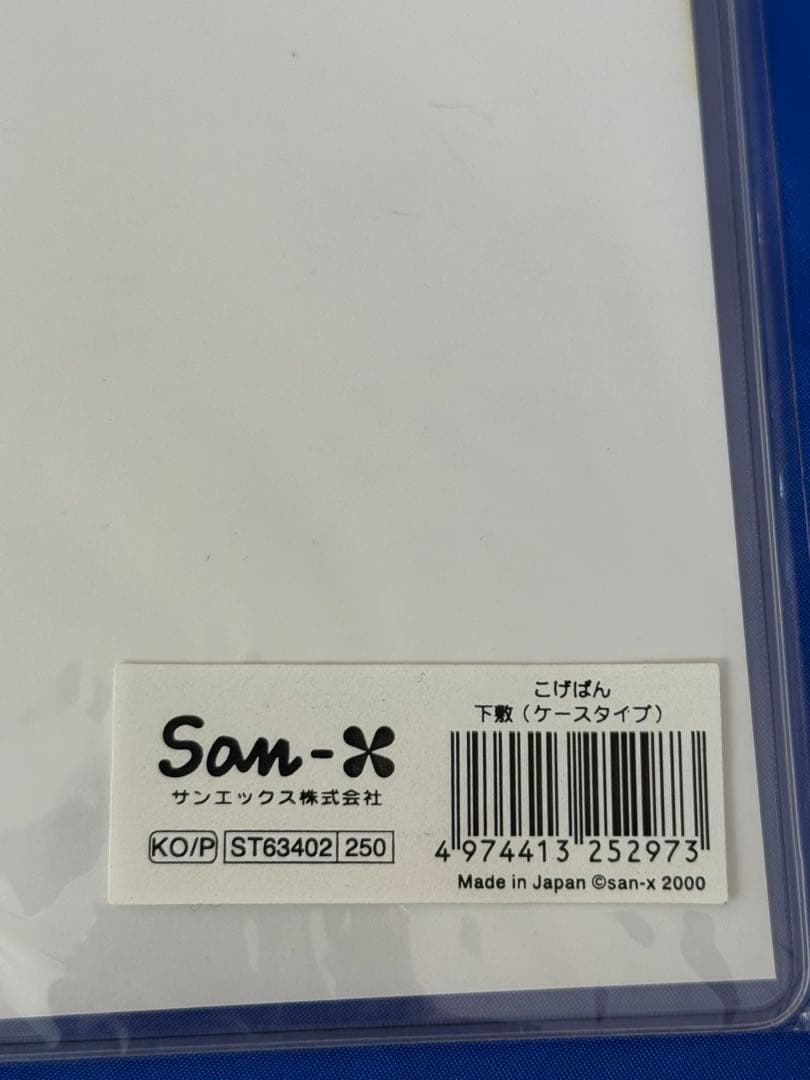 San-X
サンエックス株式会社
KO/P ST63402 250
こげぱん
下敷（ケースタイプ）
4 974413 252973
Made in Japan ©san-x 2000